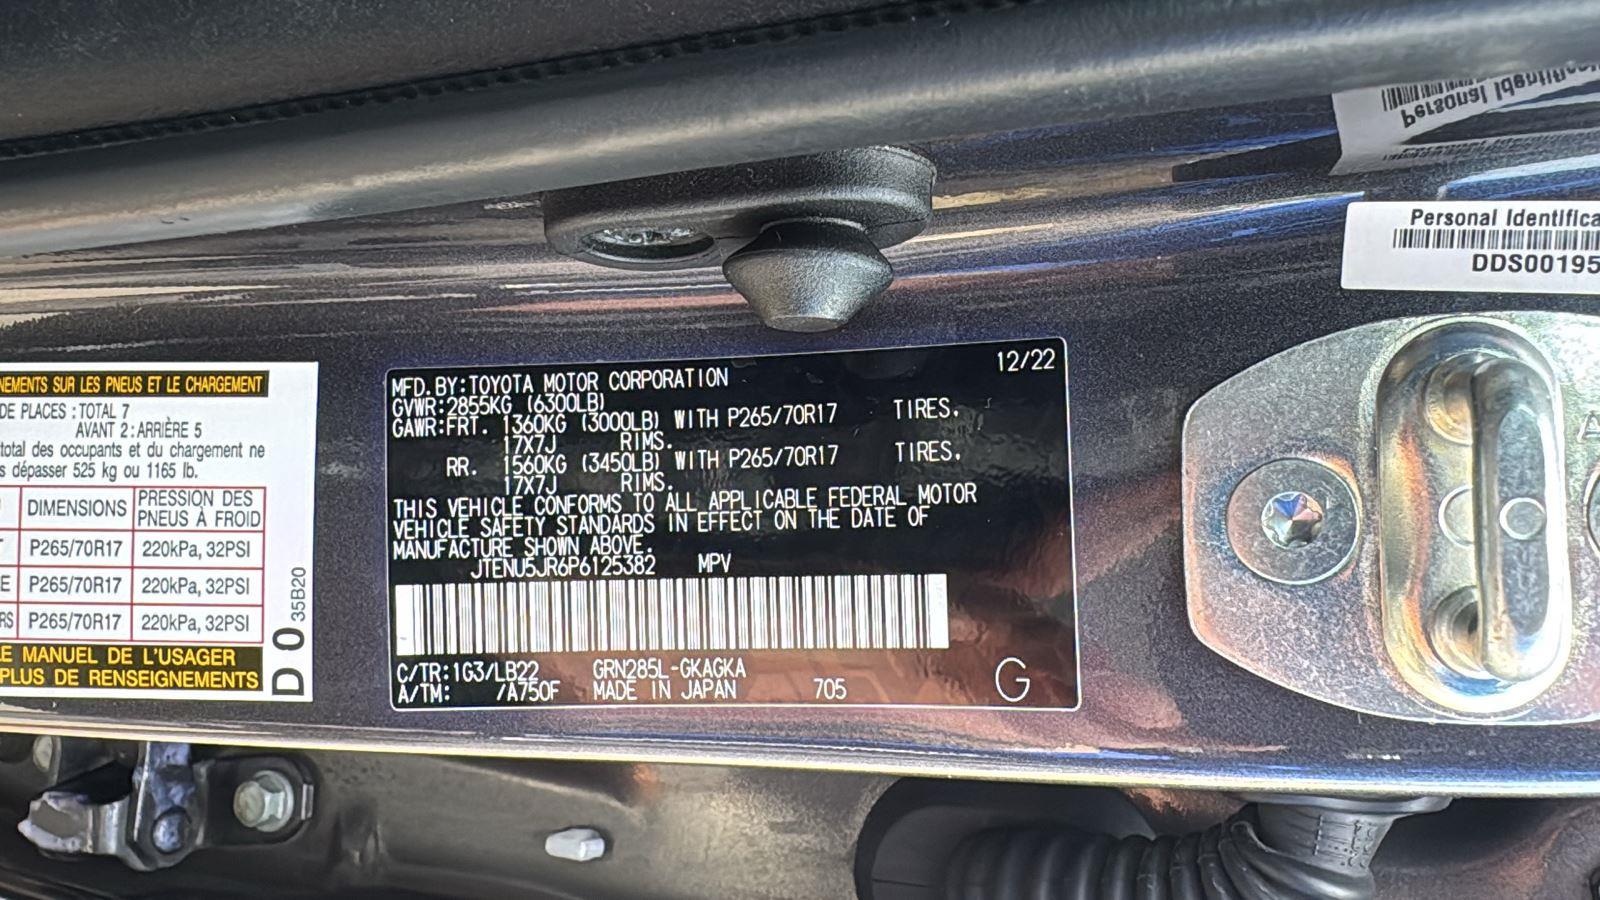 Personal Identific
Personal Identifica
DDS00195
NEMENTS SUR LES PNEUS ET LE CHARGEMENT
DE PLACES : TOTAL 7
AVANT 2 : ARRIÈRE 5
total des occupants et du chargement ne
s dépasser 525 kg ou 1165 lb.
DIMENSIONS PRESSION DES PNEUS À FROID
T P265/70R17 220kPa, 32PSI
E P265/70R17 220kPa, 32PSI
RS P265/70R17 220kPa, 32PSI
LE MANUEL DE L'USAGER
PLUS DE RENSEIGNEMENTS
D 0 35B20
12/22
MFD.BY:TOYOTA MOTOR CORPORATION
GVWR:2855KG (6300LB)
GAWR:FRT. 1360KG (3000LB) WITH P265/70R17 TIRES.
17X7J RIMS.
RR. 1560KG (3450LB) WITH P265/70R17 TIRES.
17X7J RIMS.
THIS VEHICLE CONFORMS TO ALL APPLICABLE FEDERAL MOTOR
VEHICLE SAFETY STANDARDS IN EFFECT ON THE DATE OF
MANUFACTURE SHOWN ABOVE.
JTENU5JR6P6125382 MPV
C/TR:1G3/LB22 GRN285L-GKAGKA
A/TM: /A750F MADE IN JAPAN 705
G